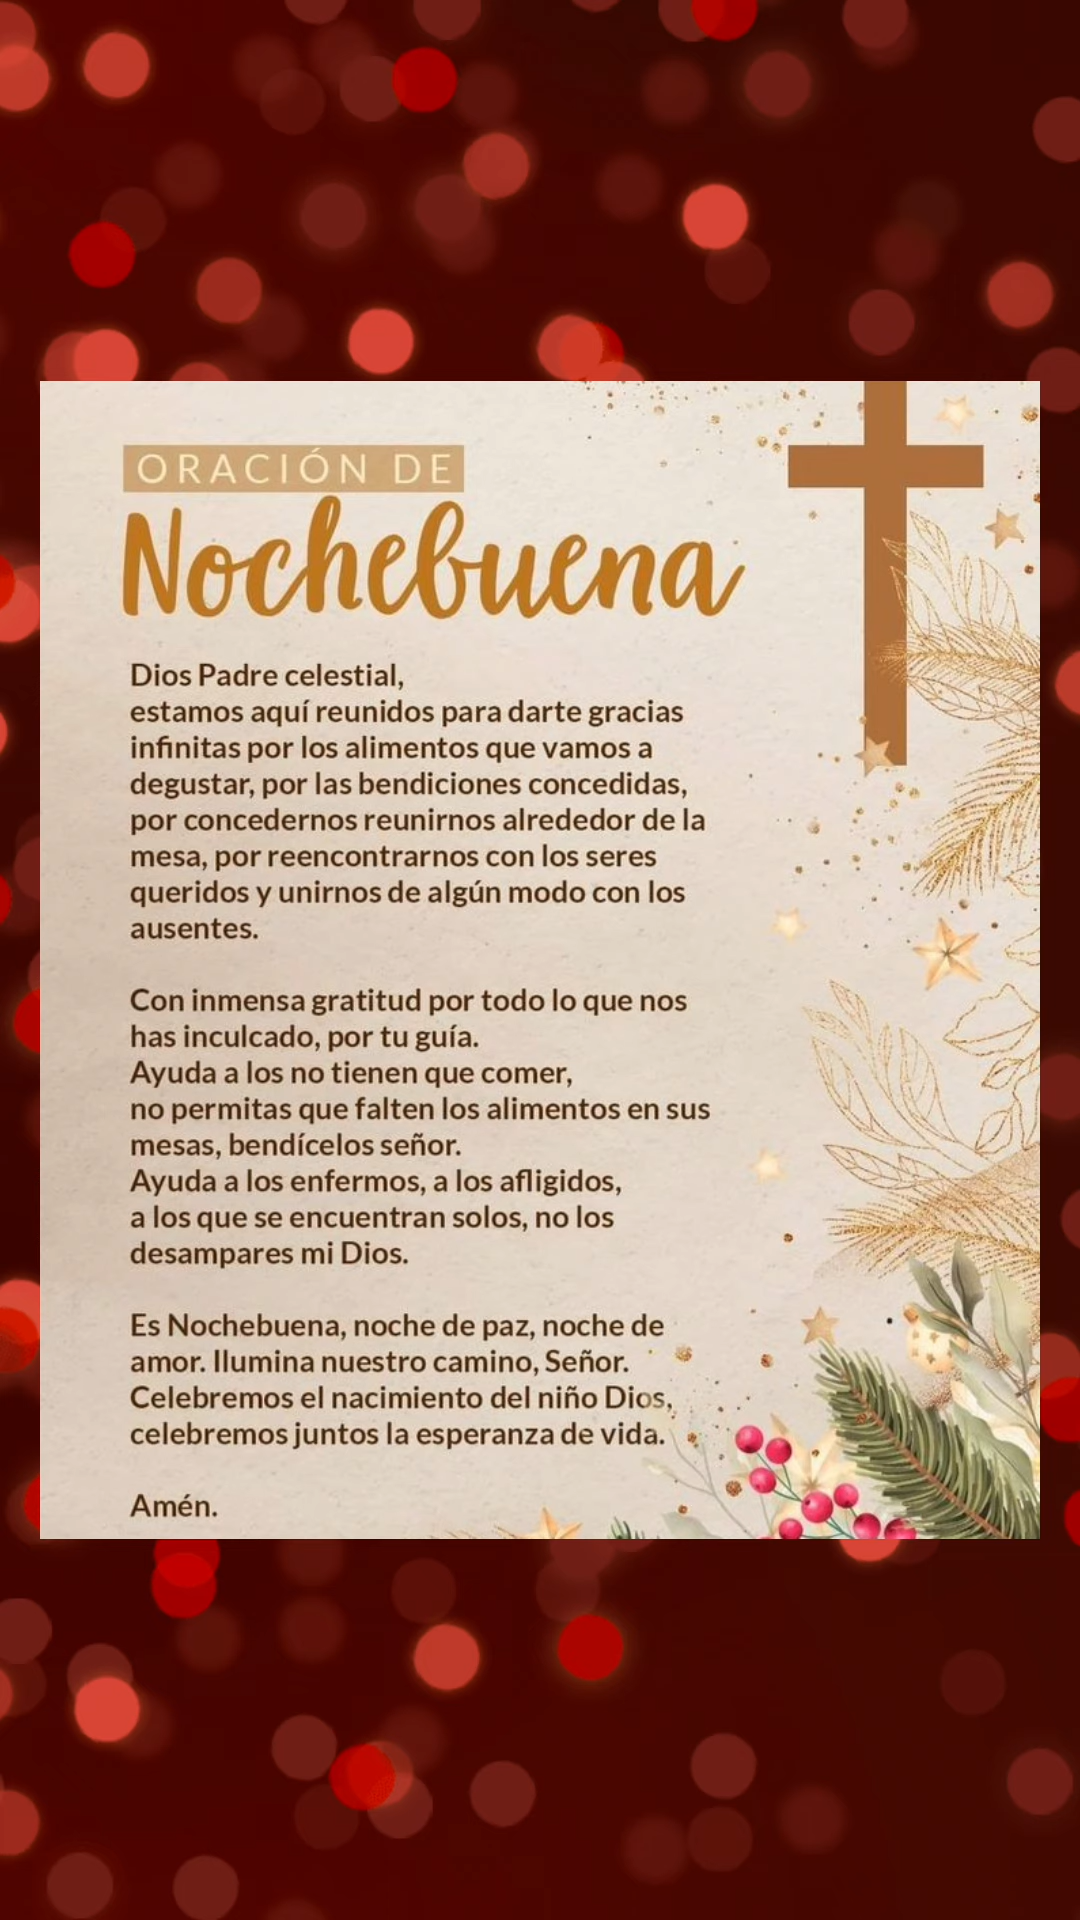 ORACIÓN DE
Nochebuena
Dios Padre celestial,
estamos aquí reunidos para darte gracias
infinitas por los alimentos que vamos a
degustar, por las bendiciones concedidas,
por concedernos reunirnos alrededor de la
mesa, por reencontrarnos con los seres
queridos y unirnos de algún modo con los
ausentes.
Con inmensa gratitud por todo lo que nos
has inculcado, por tu guía.
Ayuda a los no tienen que comer,
no permitas que falten los alimentos en sus
mesas, bendícelos señor.
Ayuda a los enfermos, a los afligidos,
a los que se encuentran solos, no los
desampares mi Dios.
Es Nochebuena, noche de paz, noche de
amor. Ilumina nuestro camino, Señor.
Celebremos el nacimiento del niño Dios,
celebremos juntos la esperanza de vida.
Amén.